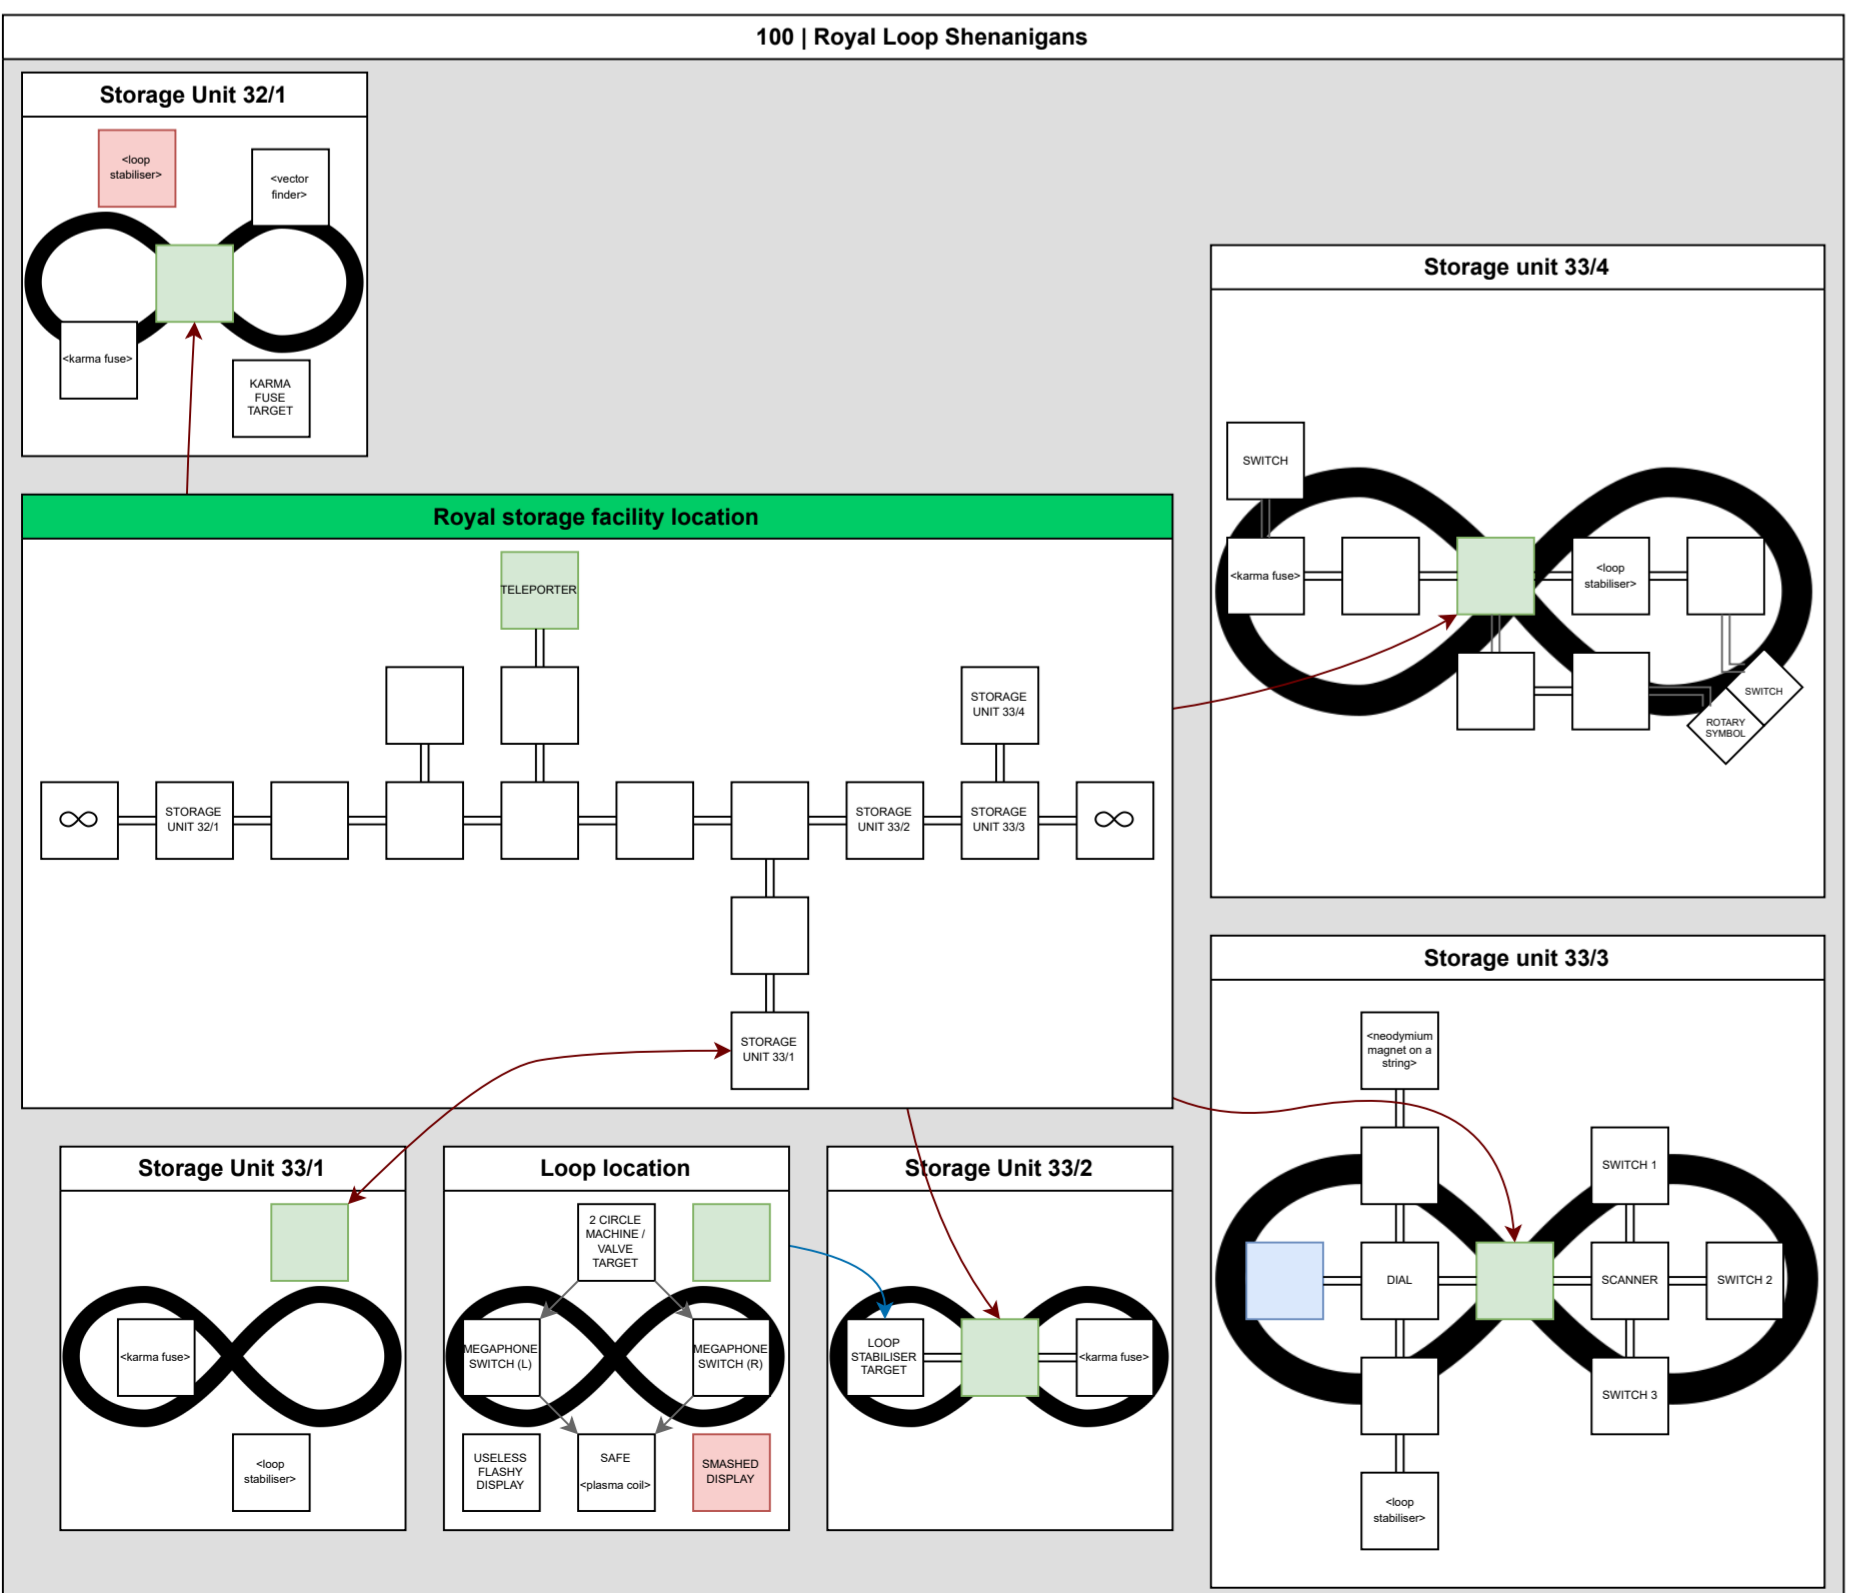 100 | Royal Loop Shenanigans
Storage Unit 32/1
<loop
stabiliser>
<vector
finder>
<karma fuse>
KARMA
FUSE
TARGET
Storage unit 33/4
SWITCH
<karma fuse>
<loop
stabiliser>
SWITCH
ROTARY
SYMBOL
Royal storage facility location
TELEPORTER
STORAGE
UNIT 33/4
∞
STORAGE
UNIT 32/1
STORAGE
UNIT 33/2
STORAGE
UNIT 33/3
∞
STORAGE
UNIT 33/1
Storage unit 33/3
<neodymium
magnet on a
string>
SWITCH 1
DIAL
SCANNER
SWITCH 2
SWITCH 3
<loop
stabiliser>
Storage Unit 33/1
<karma fuse>
<loop
stabiliser>
Loop location
2 CIRCLE
MACHINE /
VALVE
TARGET
MEGAPHONE
SWITCH (L)
MEGAPHONE
SWITCH (R)
USELESS
FLASHY
DISPLAY
SAFE
<plasma coil>
SMASHED
DISPLAY
Storage Unit 33/2
LOOP
STABILISER
TARGET
<karma fuse>